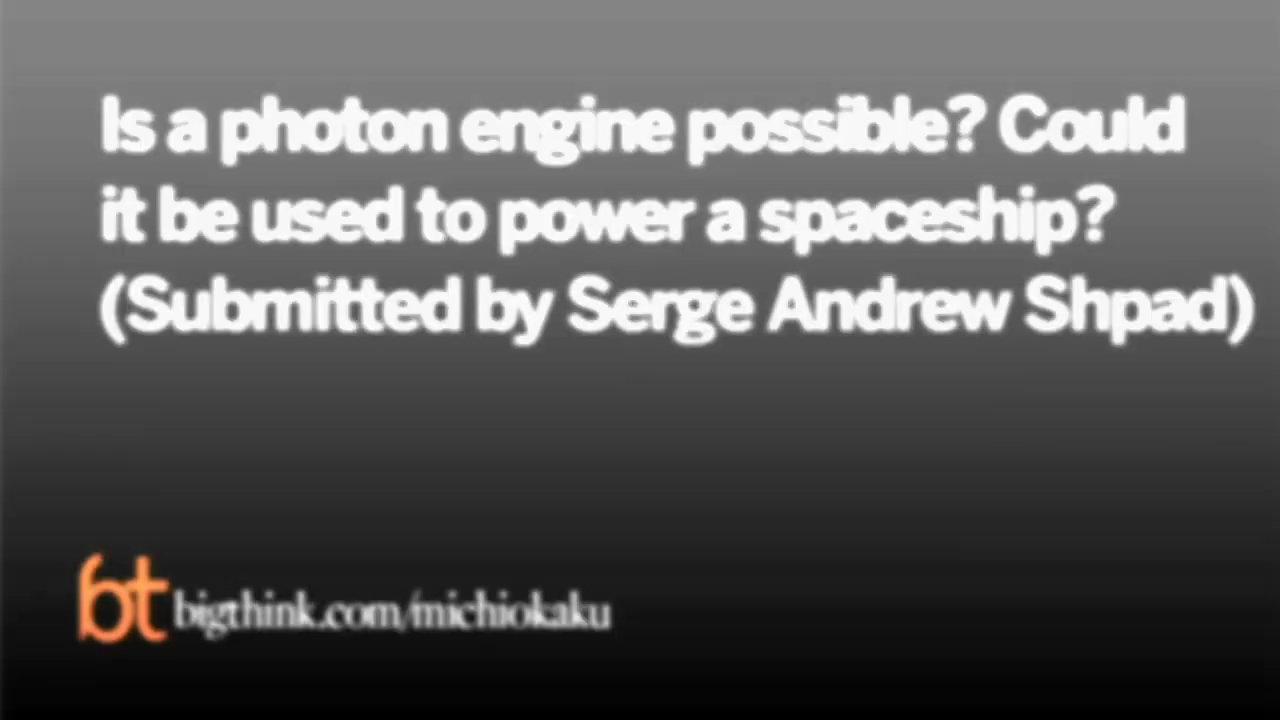 Is a photon engine possible? Could
it be used to power a spaceship?
(Submitted by Serge Andrew Shpad)
bt bigthink.com/michiokaku